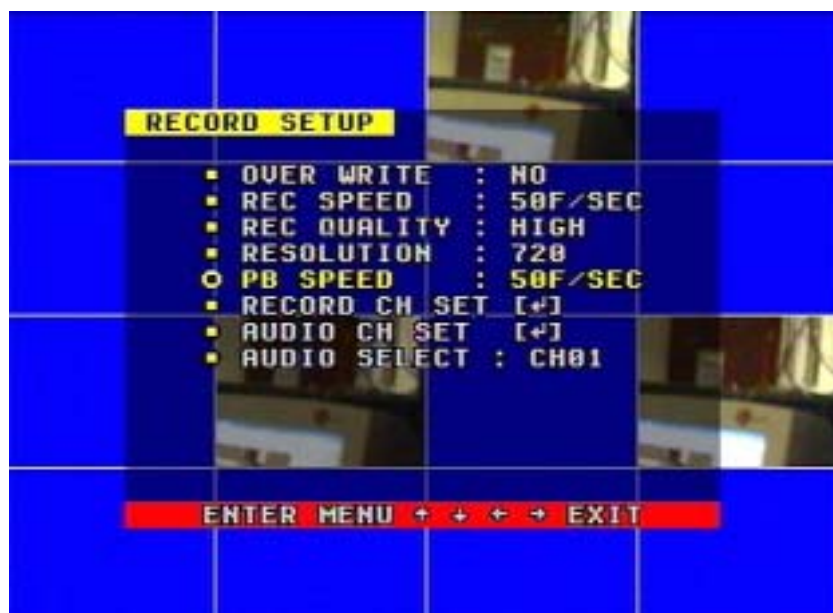 RECORD SETUP
OVER WRITE : NO
REC SPEED : 50F/SEC
REC QUALITY : HIGH
RESOLUTION : 720
PB SPEED : 50F/SEC
RECORD CH SET [↵]
AUDIO CH SET [↵]
AUDIO SELECT : CH01
ENTER MENU ↑ ↓ ← → EXIT